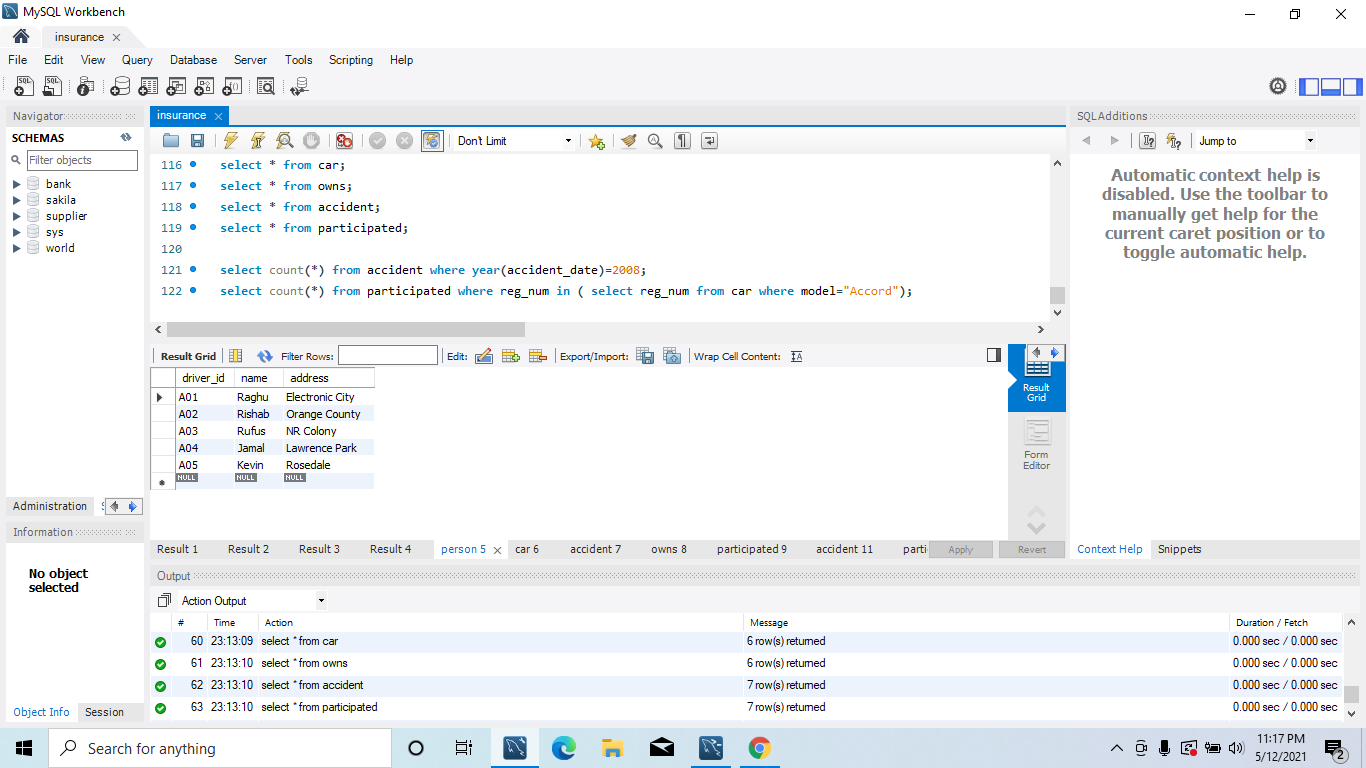 MySQL Workbench
insurance
File Edit View Query Database Server Tools Scripting Help
Navigator
SCHEMAS
Filter objects
bank
sakila
supplier
sys
world
Administration
Information
No object
selected
Object Info Session
insurance
Don't Limit
116 select * from car;
117 select * from owns;
118 select * from accident;
119 select * from participated;
120
121 select count(*) from accident where year(accident_date)=2008;
122 select count(*) from participated where reg_num in ( select reg_num from car where model="Accord");
Result Grid Filter Rows: Edit: Export/Import: Wrap Cell Content:
driver_id name address
A01 Raghu Electronic City
A02 Rishab Orange County
A03 Rufus NR Colony
A04 Jamal Lawrence Park
A05 Kevin Rosedale
NULL NULL NULL
Result
Grid
Form
Editor
Result 1 Result 2 Result 3 Result 4 person 5 car 6 accident 7 owns 8 participated 9 accident 11 parti Apply Revert
SQLAdditions
Jump to
Automatic context help is
disabled. Use the toolbar to
manually get help for the
current caret position or to
toggle automatic help.
Context Help Snippets
Output
Action Output
# Time Action Message Duration / Fetch
60 23:13:09 select * from car 6 row(s) returned 0.000 sec / 0.000 sec
61 23:13:10 select * from owns 6 row(s) returned 0.000 sec / 0.000 sec
62 23:13:10 select * from accident 7 row(s) returned 0.000 sec / 0.000 sec
63 23:13:10 select * from participated 7 row(s) returned 0.000 sec / 0.000 sec
Search for anything
11:17 PM
5/12/2021
2